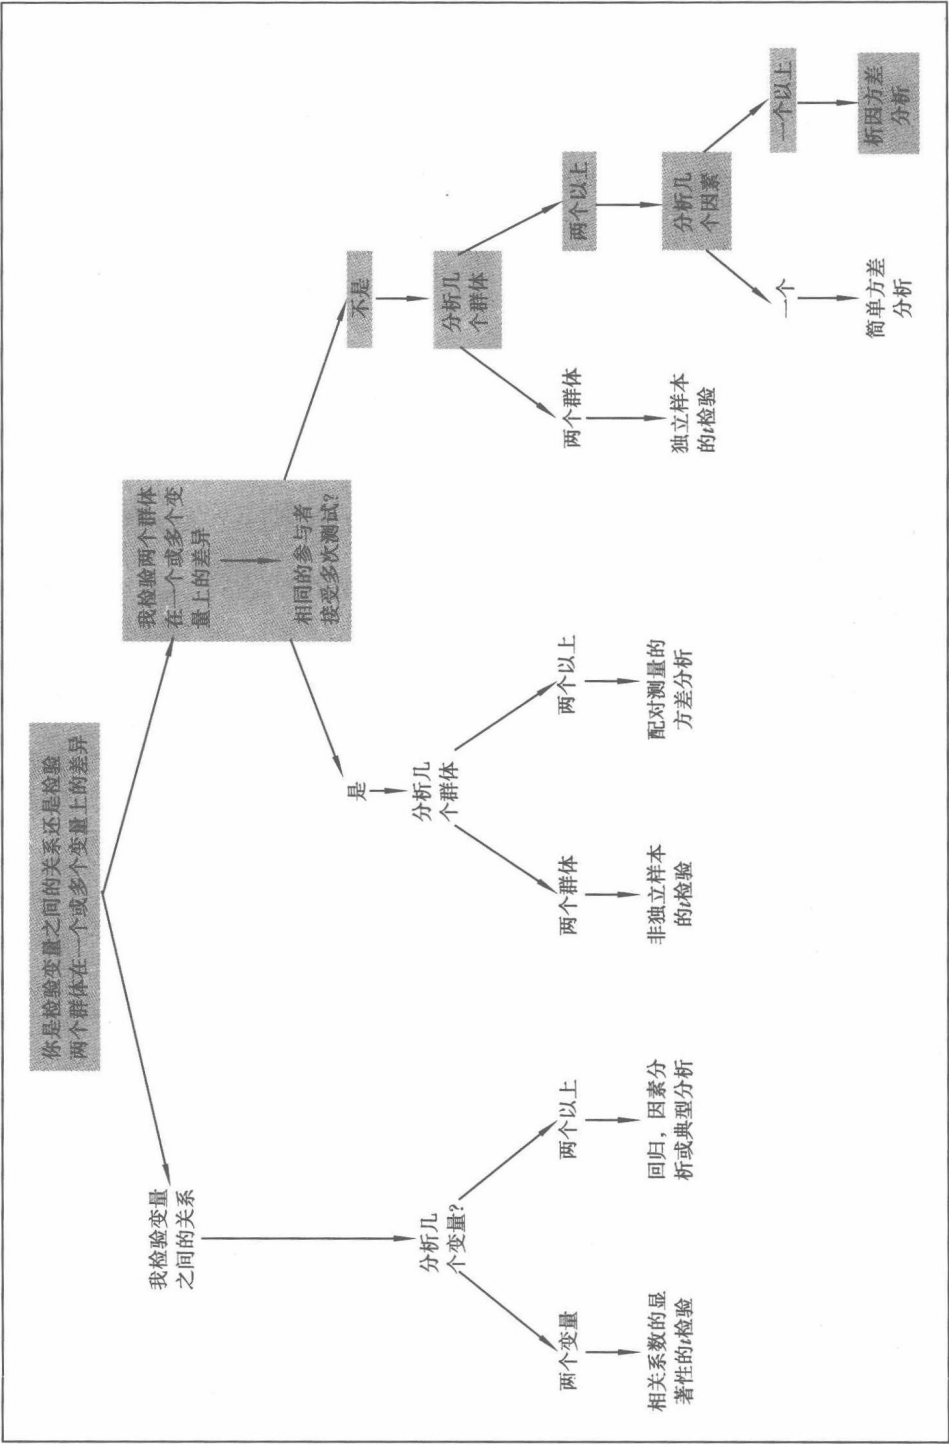 你是检验变量之间的关系还是检验
两个群体在一个或多个变量上的差异
我检验变量
之间的关系
我检验两个群体
在一个或多个变
量上的差异
相同的参与者
接受多次测试?
是
不是
分析几
个变量?
分析几
个群体
分析几
个群体
两个变量
两个以上
两个群体
两个以上
两个群体
两个以上
相关系数的显
著性的t检验
回归，因素分
析或典型分析
非独立样本
的t检验
配对测量的
方差分析
独立样本
的t检验
分析几
个因素
一个
一个以上
简单方差
分析
析因方差
分析